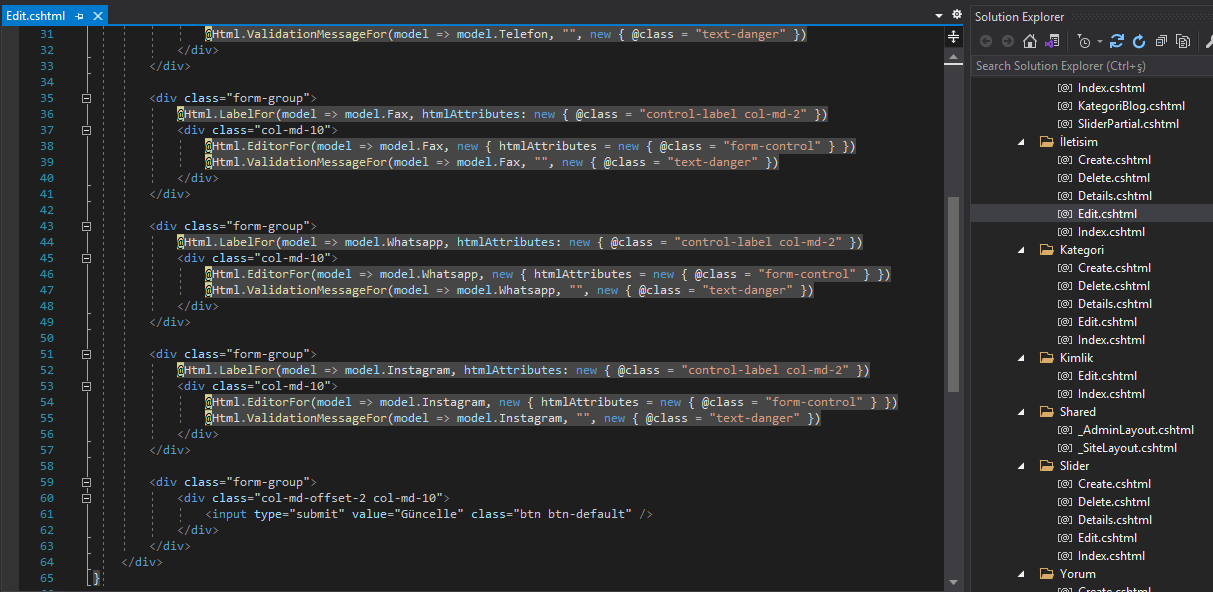 Edit.cshtml
31 @Html.ValidationMessageFor(model => model.Telefon, "", new { @class = "text-danger" })
32 </div>
33 </div>
34
35 <div class="form-group">
36 @Html.LabelFor(model => model.Fax, htmlAttributes: new { @class = "control-label col-md-2" })
37 <div class="col-md-10">
38 @Html.EditorFor(model => model.Fax, new { htmlAttributes = new { @class = "form-control" } })
39 @Html.ValidationMessageFor(model => model.Fax, "", new { @class = "text-danger" })
40 </div>
41 </div>
42
43 <div class="form-group">
44 @Html.LabelFor(model => model.Whatsapp, htmlAttributes: new { @class = "control-label col-md-2" })
45 <div class="col-md-10">
46 @Html.EditorFor(model => model.Whatsapp, new { htmlAttributes = new { @class = "form-control" } })
47 @Html.ValidationMessageFor(model => model.Whatsapp, "", new { @class = "text-danger" })
48 </div>
49 </div>
50
51 <div class="form-group">
52 @Html.LabelFor(model => model.Instagram, htmlAttributes: new { @class = "control-label col-md-2" })
53 <div class="col-md-10">
54 @Html.EditorFor(model => model.Instagram, new { htmlAttributes = new { @class = "form-control" } })
55 @Html.ValidationMessageFor(model => model.Instagram, "", new { @class = "text-danger" })
56 </div>
57 </div>
58
59 <div class="form-group">
60 <div class="col-md-offset-2 col-md-10">
61 <input type="submit" value="Güncelle" class="btn btn-default" />
62 </div>
63 </div>
64 </div>
65 }
Solution Explorer
Search Solution Explorer (Ctrl+ş)
Index.cshtml
KategoriBlog.cshtml
SliderPartial.cshtml
İletisim
Create.cshtml
Delete.cshtml
Details.cshtml
Edit.cshtml
Index.cshtml
Kategori
Create.cshtml
Delete.cshtml
Details.cshtml
Edit.cshtml
Index.cshtml
Kimlik
Edit.cshtml
Index.cshtml
Shared
_AdminLayout.cshtml
_SiteLayout.cshtml
Slider
Create.cshtml
Delete.cshtml
Details.cshtml
Edit.cshtml
Index.cshtml
Yorum
Create.cshtml